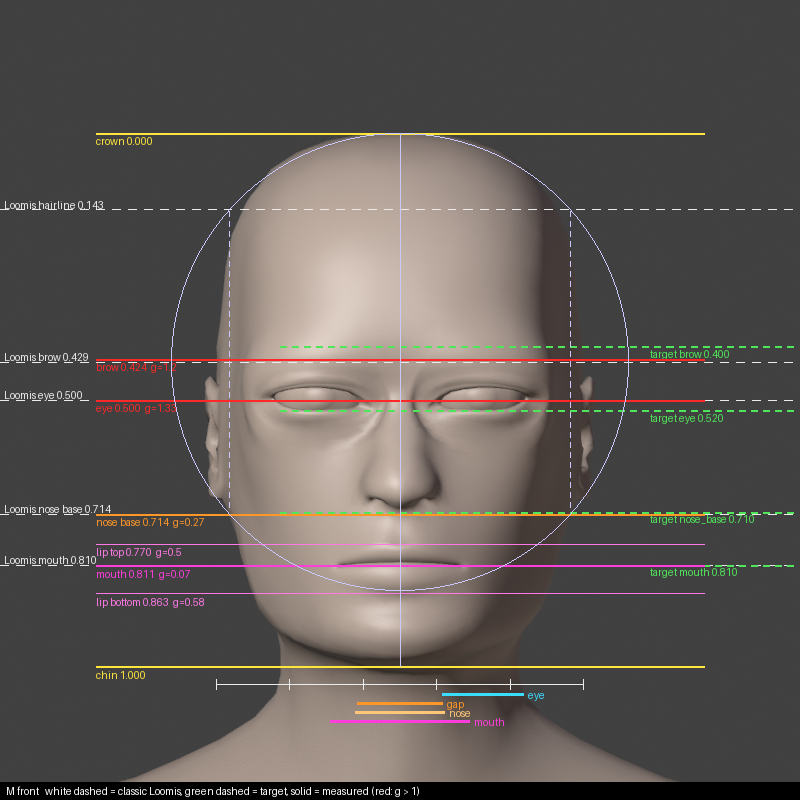 crown 0.000
Loomis hairline 0.143
target brow 0.400
Loomis brow 0.429
brow 0.424 g=1.2
Loomis eye 0.500
eye 0.500 g=1.33
target eye 0.520
Loomis nose base 0.714
nose base 0.714 g=0.27
target nose_base 0.710
lip top 0.770 g=0.5
Loomis mouth 0.810
mouth 0.811 g=0.07
target mouth 0.810
lip bottom 0.863 g=0.58
chin 1.000
eye
gap
nose
mouth
M front white dashed = classic Loomis, green dashed = target, solid = measured (red: g > 1)